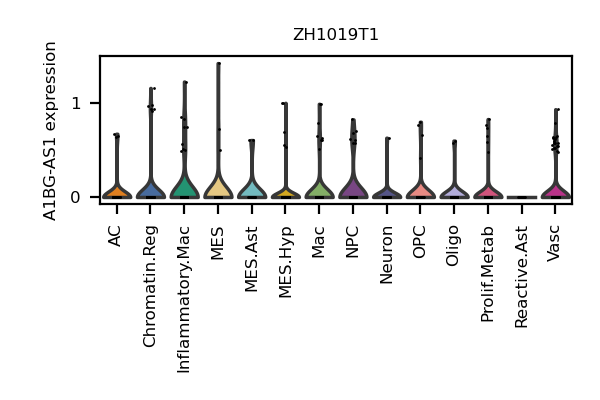 ZH1019T1
A1BG-AS1 expression
1
0
AC
Chromatin.Reg
Inflammatory.Mac
MES
MES.Ast
MES.Hyp
Mac
NPC
Neuron
OPC
Oligo
Prolif.Metab
Reactive.Ast
Vasc